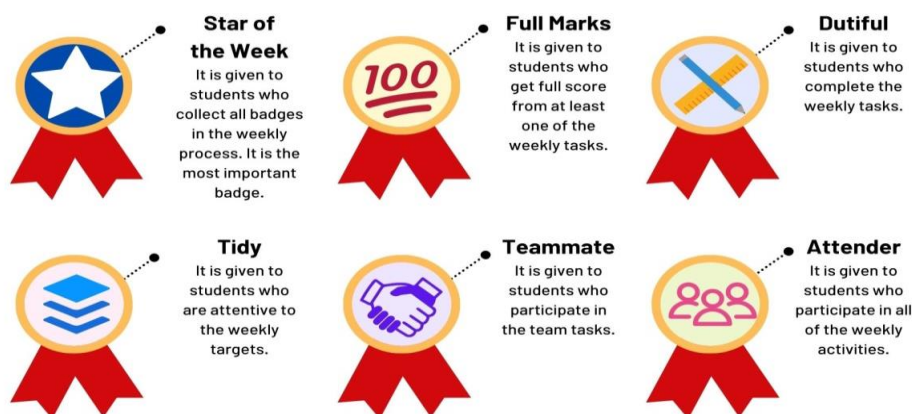 Star of
the Week
It is given to
students who
collect all badges
in the weekly
process. It is the
most important
badge.
100
Full Marks
It is given to
students who
get full score
from at least
one of the
weekly tasks.
Dutiful
It is given to
students who
complete the
weekly tasks.
Tidy
It is given to
students who
are attentive to
the weekly
targets.
Teammate
It is given to
students who
participate in
the team tasks.
Attender
It is given to
students who
participate in all
of the weekly
activities.